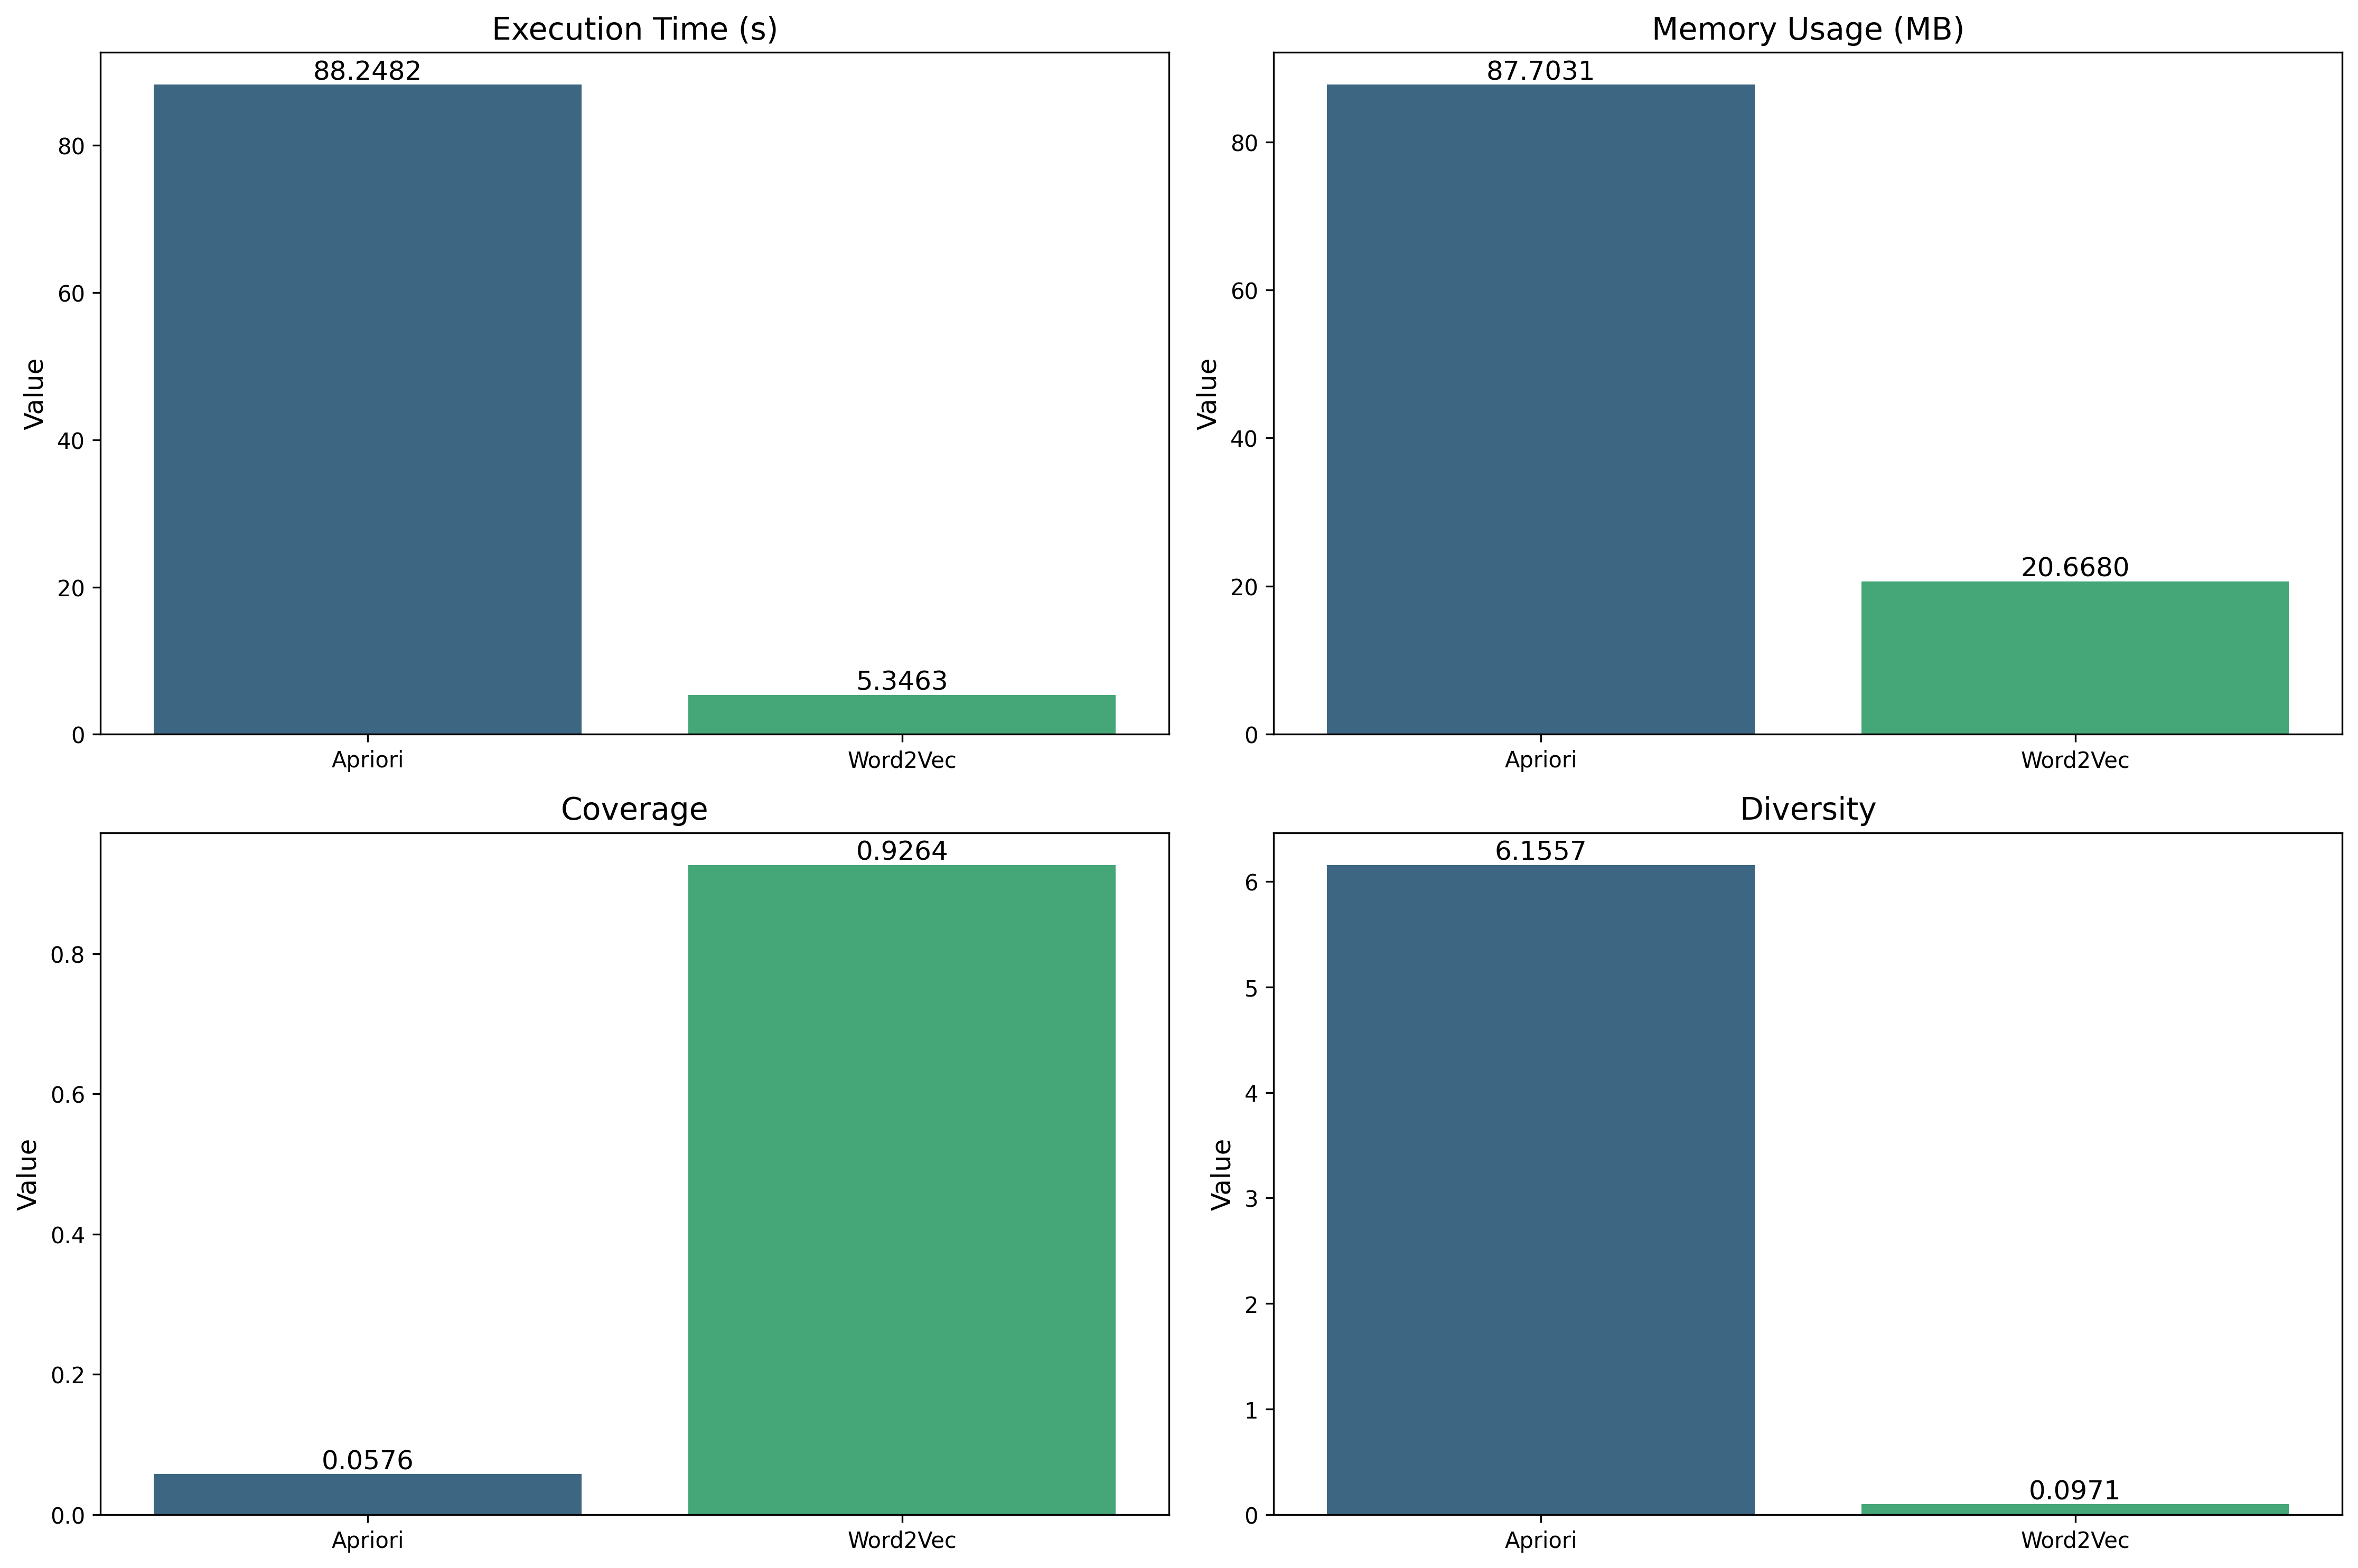 Execution Time (s)
88.2482
5.3463
Value
80
60
40
20
0
Apriori
Word2Vec
Memory Usage (MB)
87.7031
20.6680
Value
80
60
40
20
0
Apriori
Word2Vec
Coverage
0.0576
0.9264
Value
0.8
0.6
0.4
0.2
0.0
Apriori
Word2Vec
Diversity
6.1557
0.0971
Value
6
5
4
3
2
1
0
Apriori
Word2Vec